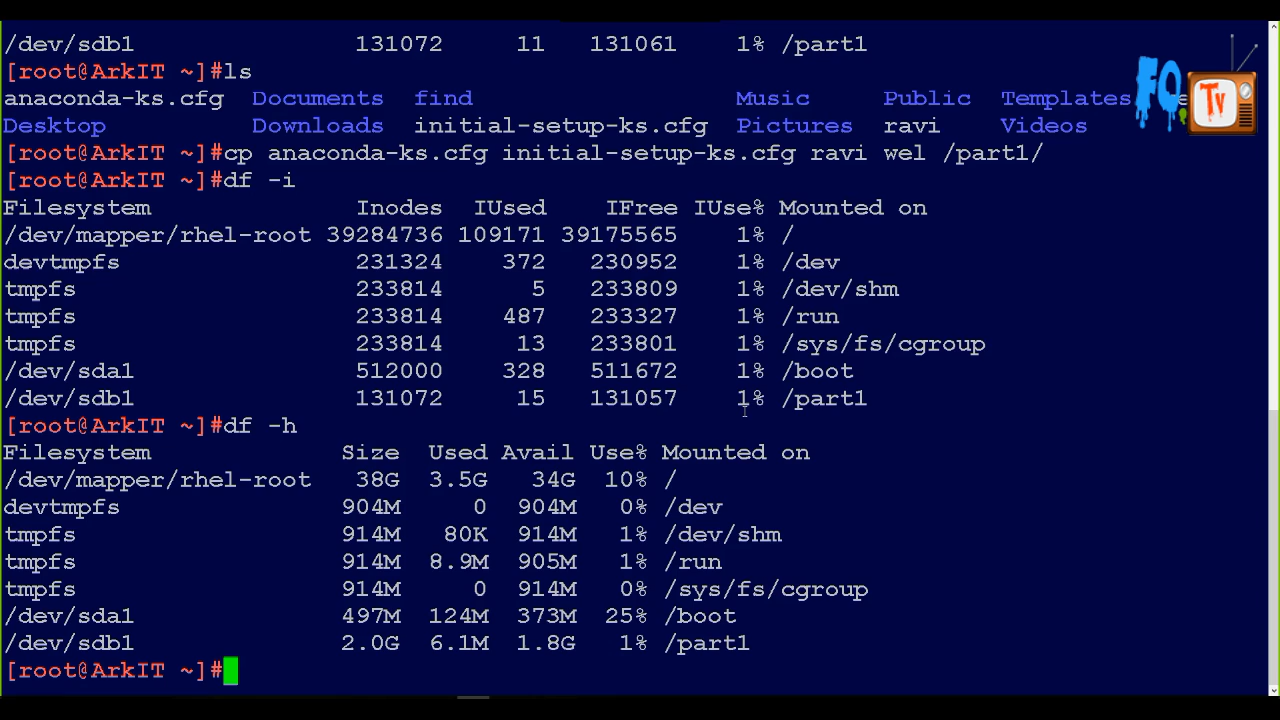 /dev/sdb1 131072 11 131061 1% /part1
[root@ArkIT ~]#ls
anaconda-ks.cfg Documents find Music Public Templates
Desktop Downloads initial-setup-ks.cfg Pictures ravi Videos
[root@ArkIT ~]#cp anaconda-ks.cfg initial-setup-ks.cfg ravi wel /part1/
[root@ArkIT ~]#df -i
Filesystem Inodes IUsed IFree IUse% Mounted on
/dev/mapper/rhel-root 39284736 109171 39175565 1% /
devtmpfs 231324 372 230952 1% /dev
tmpfs 233814 5 233809 1% /dev/shm
tmpfs 233814 487 233327 1% /run
tmpfs 233814 13 233801 1% /sys/fs/cgroup
/dev/sda1 512000 328 511672 1% /boot
/dev/sdb1 131072 15 131057 1% /part1
[root@ArkIT ~]#df -h
Filesystem Size Used Avail Use% Mounted on
/dev/mapper/rhel-root 38G 3.5G 34G 10% /
devtmpfs 904M 0 904M 0% /dev
tmpfs 914M 80K 914M 1% /dev/shm
tmpfs 914M 8.9M 905M 1% /run
tmpfs 914M 0 914M 0% /sys/fs/cgroup
/dev/sda1 497M 124M 373M 25% /boot
/dev/sdb1 2.0G 6.1M 1.8G 1% /part1
[root@ArkIT ~]#
FQ Tv